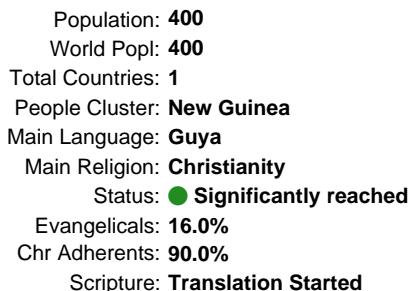 Population: 400
World Popl: 400
Total Countries: 1
People Cluster: New Guinea
Main Language: Guya
Main Religion: Christianity
Status: Significantly reached
Evangelicals: 16.0%
Chr Adherents: 90.0%
Scripture: Translation Started